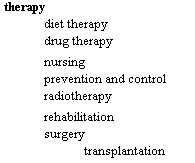 therapy
diet therapy
drug therapy
nursing
prevention and control
radiotherapy
rehabilitation
surgery
transplantation